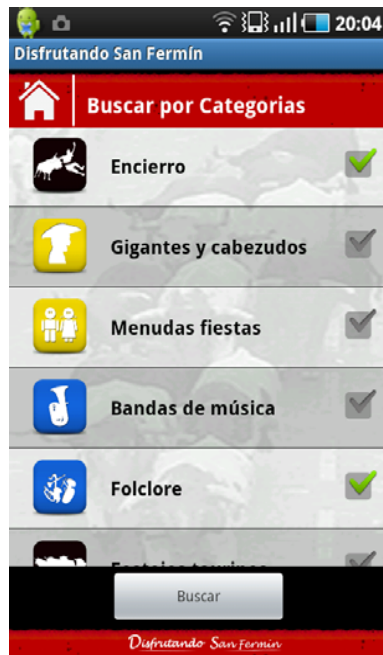 20:04
Disfrutando San Fermín
Buscar por Categorias
Encierro
Gigantes y cabezudos
Menudas fiestas
Bandas de música
Folclore
Buscar
Disfrutando San Fermin